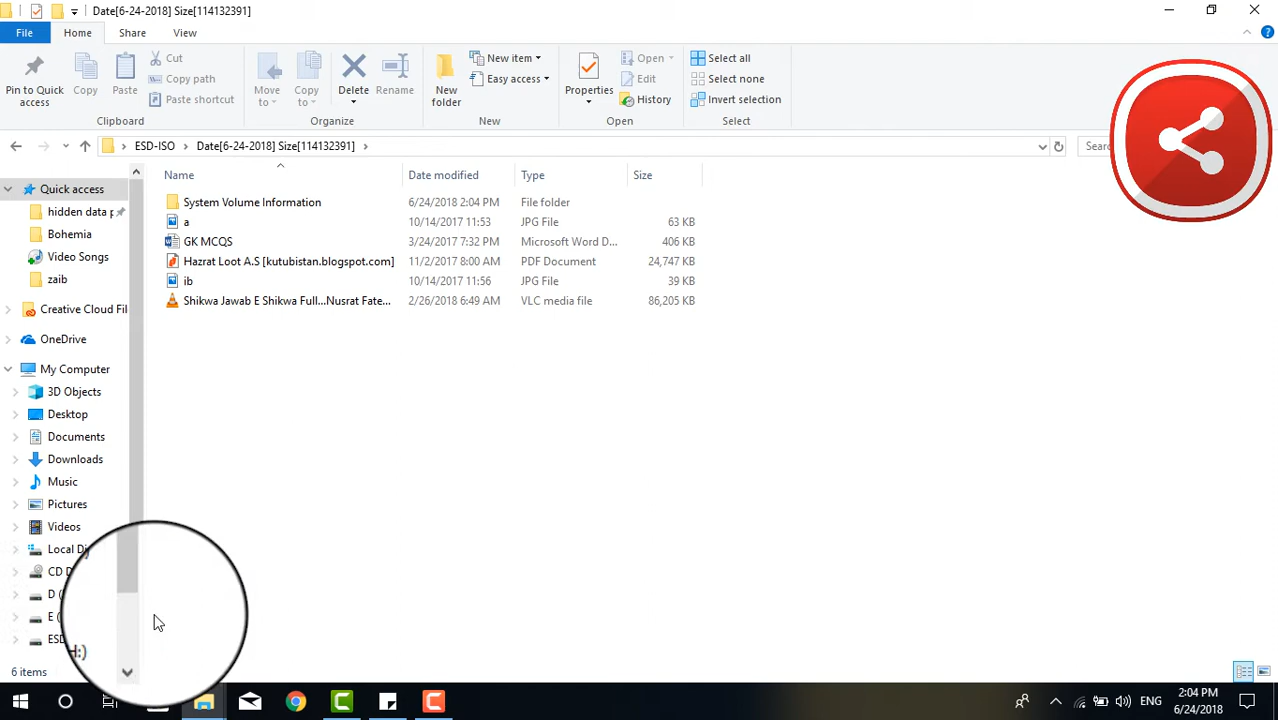 Date[6-24-2018] Size[114132391]
File Home Share View
Pin to Quick access
Copy
Paste
Cut
Copy path
Paste shortcut
Clipboard
Move to
Copy to
Delete
Rename
Organize
New folder
New item
Easy access
New
Properties
Open
Edit
History
Open
Select all
Select none
Invert selection
Select
ESD-ISO Date[6-24-2018] Size[114132391]
Name Date modified Type Size
System Volume Information 6/24/2018 2:04 PM File folder
a 10/14/2017 11:53 JPG File 63 KB
GK MCQS 3/24/2017 7:32 PM Microsoft Word D... 406 KB
Hazrat Loot A.S [kutubistan.blogspot.com] 11/2/2017 8:00 AM PDF Document 24,747 KB
ib 10/14/2017 11:56 JPG File 39 KB
Shikwa Jawab E Shikwa Full...Nusrat Fate... 2/26/2018 6:49 AM VLC media file 86,205 KB
Quick access
hidden data p
Bohemia
Video Songs
zaib
Creative Cloud Fil
OneDrive
My Computer
3D Objects
Desktop
Documents
Downloads
Music
Pictures
Videos
Local Di
CD D
D (
E (
ESD
H:)
6 items
ENG
2:04 PM
6/24/2018